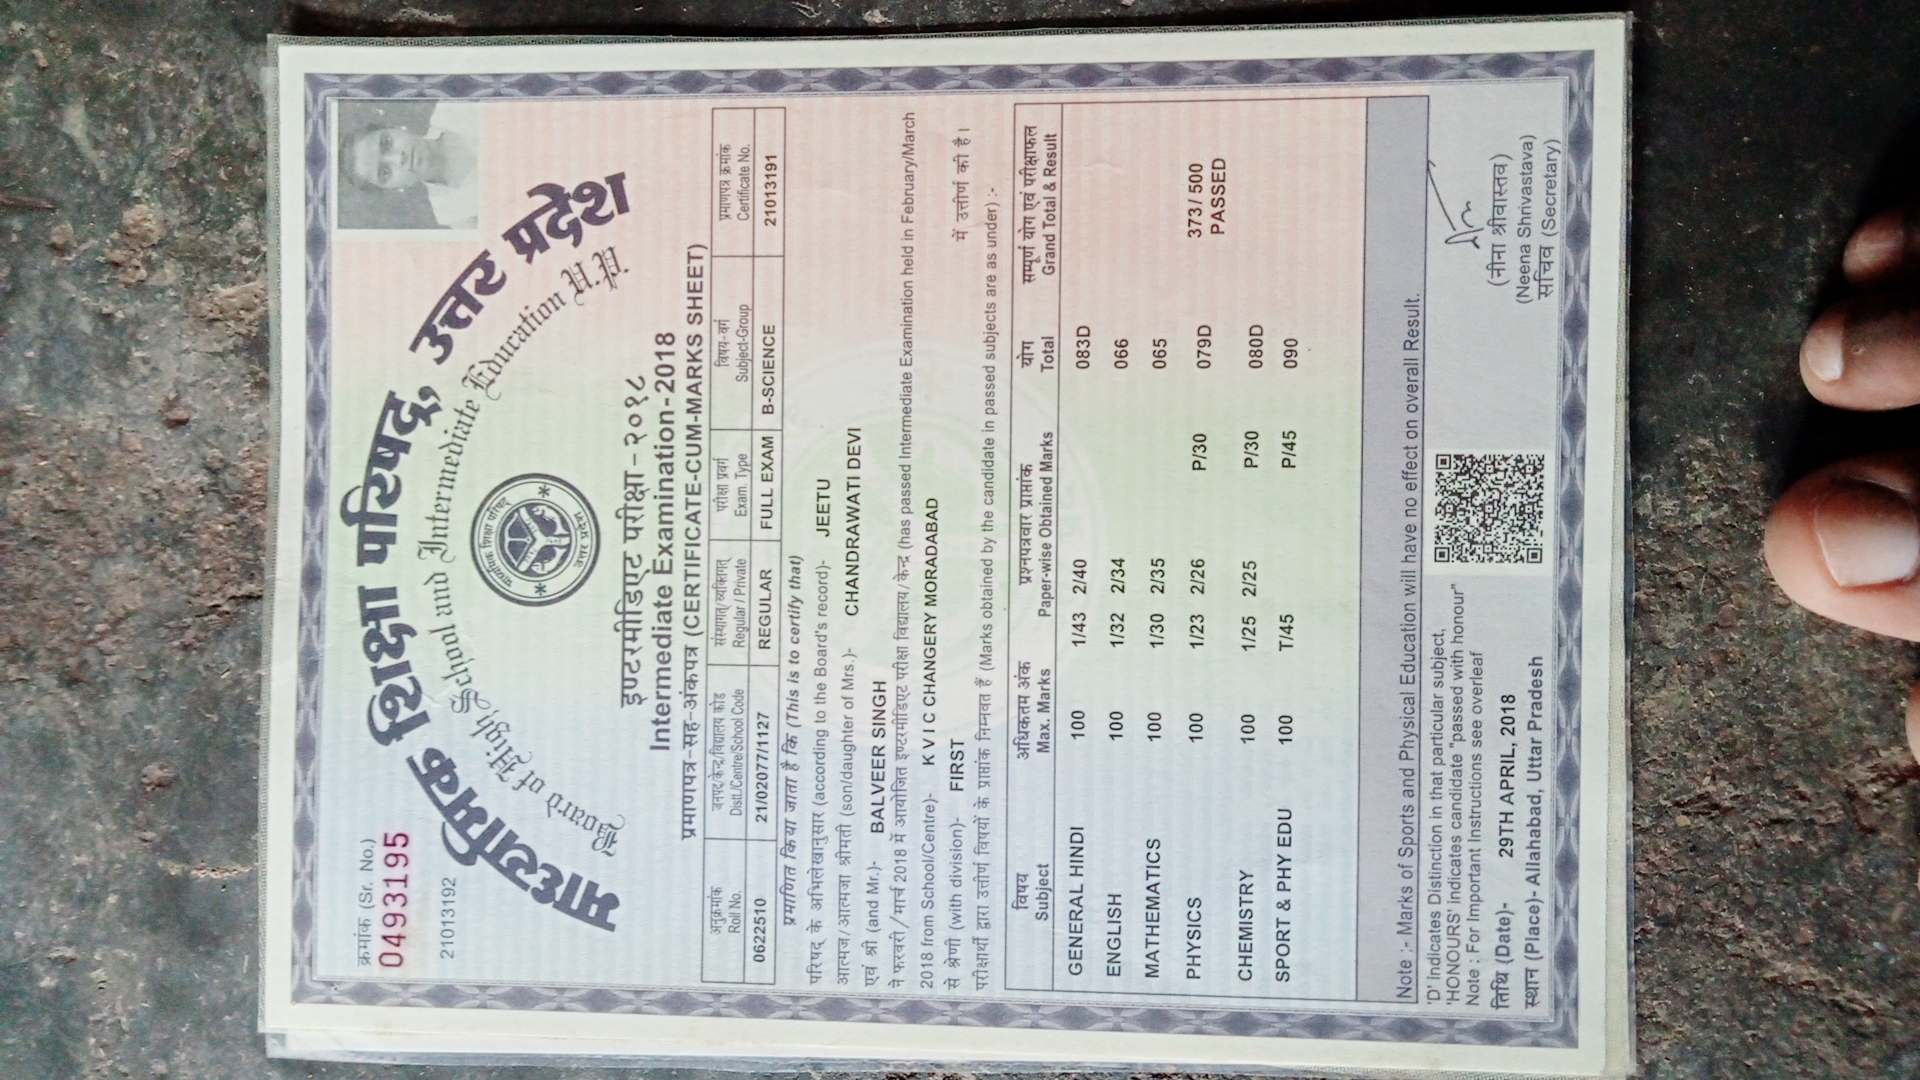 क्रमांक (Sr. No.)
04931195
21013192
माध्यमिक शिक्षा परिषद्, उत्तर प्रदेश
Board of High School and Intermediate Education U.P.
माध्यमिक शिक्षा परिषद् उत्तर प्रदेश
इण्टरमीडिएट परीक्षा-२०१८
Intermediate Examination-2018
प्रमाणपत्र-सह-अंकपत्र (CERTIFICATE-CUM-MARKS SHEET)
अनुक्रमांक जनपद/केन्द्र/विद्यालय कोड संस्थागत/व्यक्तिगत परीक्षा प्रवर्ग विषय-वर्ग प्रमाणपत्र क्रमांक
Roll No. Distt./Centre/School Code Regular / Private Exam. Type Subject-Group Certificate No.
0622510 21/02077/1127 REGULAR FULL EXAM B-SCIENCE 21013191
प्रमाणित किया जाता है कि (This is to certify that)
परिषद के अभिलेखानुसार (according to the Board's record)- JEETU
आत्मज/आत्मजा श्रीमती (son/daughter of Mrs.)- CHANDRAWATI DEVI
एवं श्री (and Mr.)- BALVEER SINGH
ने फरवरी/मार्च 2018 में आयोजित इण्टरमीडिएट परीक्षा विद्यालय/केन्द्र (has passed Intermediate Examination held in February/March
2018 from School/Centre)- K V I C CHANGERY MORADABAD
से श्रेणी (with division)- FIRST में उत्तीर्ण की है।
परीक्षार्थी द्वारा उत्तीर्ण विषयों के प्राप्तांक निम्नवत हैं (Marks obtained by the candidate in passed subjects are as under) :-
विषय अधिकतम अंक प्रश्नपत्रवार प्राप्तांक योग सम्पूर्ण योग एवं परीक्षाफल
Subject Max. Marks Paper-wise Obtained Marks Total Grand Total & Result
GENERAL HINDI 100 1/43 2/40 083D
ENGLISH 100 1/32 2/34 066
MATHEMATICS 100 1/30 2/35 065
PHYSICS 100 1/23 2/26 P/30 079D 373/ 500
PASSED
CHEMISTRY 100 1/25 2/25 P/30 080D
SPORT & PHY EDU 100 T/45 P/45 090
Note :- Marks of Sports and Physical Education will have no effect on overall Result.
'D' indicates Distinction in that particular subject,
'HONOURS' indicates candidate "passed with honour"
Note : For Important Instructions see overleaf
तिथि (Date)- 29TH APRIL, 2018
स्थान (Place)- Allahabad, Uttar Pradesh
(नीना श्रीवास्तव)
(Neena Shrivastava)
सचिव (Secretary)